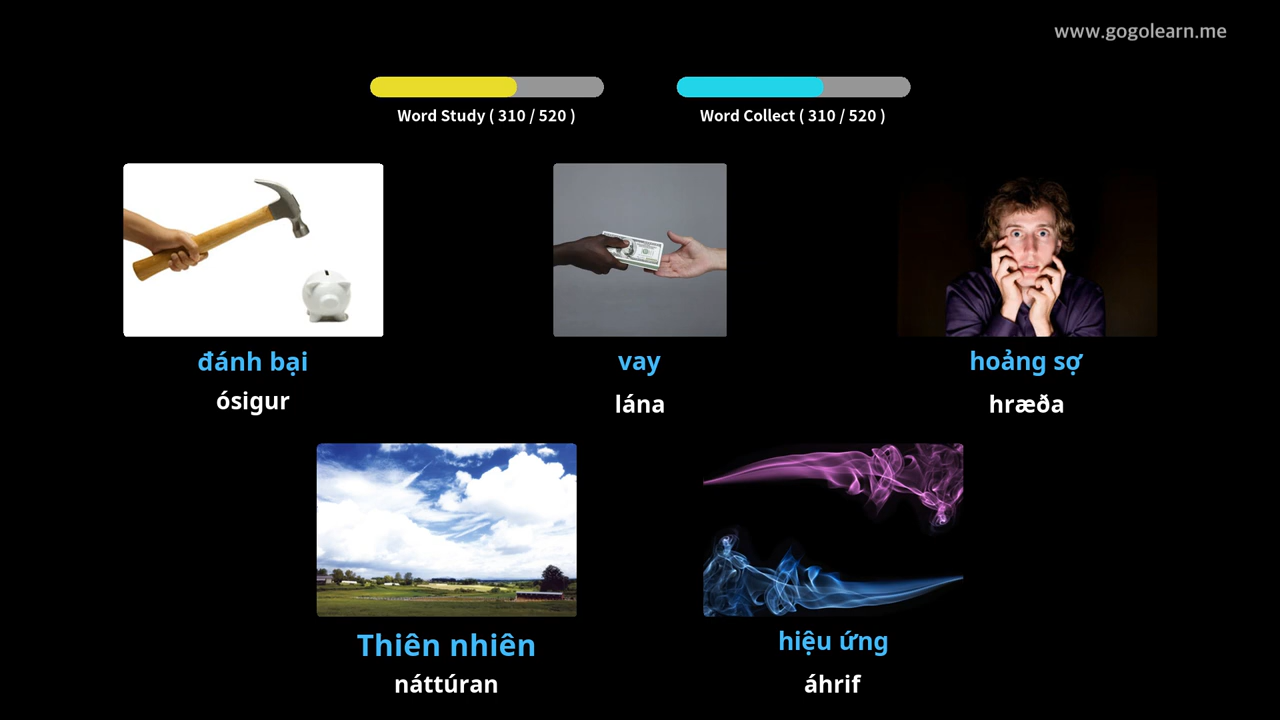 www.gogolearn.me
Word Study ( 310 / 520 )
Word Collect ( 310 / 520 )
đánh bại
ósigur
vay
lána
hoảng sợ
hræða
Thiên nhiên
náttúran
hiệu ứng
áhrif